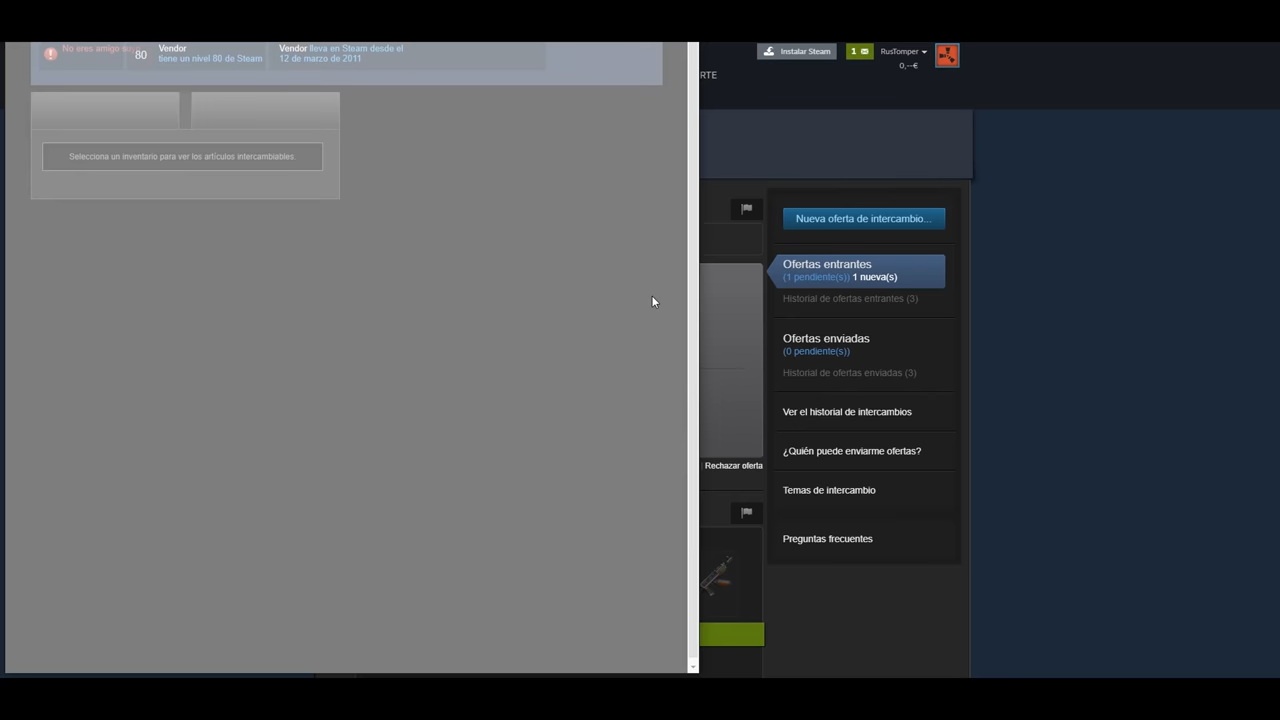 No eres amigo
80
Vendor
tiene un nivel 80 de Steam
Vendor lleva en Steam desde el
12 de marzo de 2011
Selecciona un inventario para ver los artículos intercambiables.
Instalar Steam
1
RusTomper
0,--€
RTE
Nueva oferta de intercambio...
Ofertas entrantes
(1 pendiente(s)) 1 nueva(s)
Historial de ofertas entrantes (3)
Ofertas enviadas
(0 pendiente(s))
Historial de ofertas enviadas (3)
Ver el historial de intercambios
¿Quién puede enviarme ofertas?
Temas de intercambio
Preguntas frecuentes
Rechazar oferta